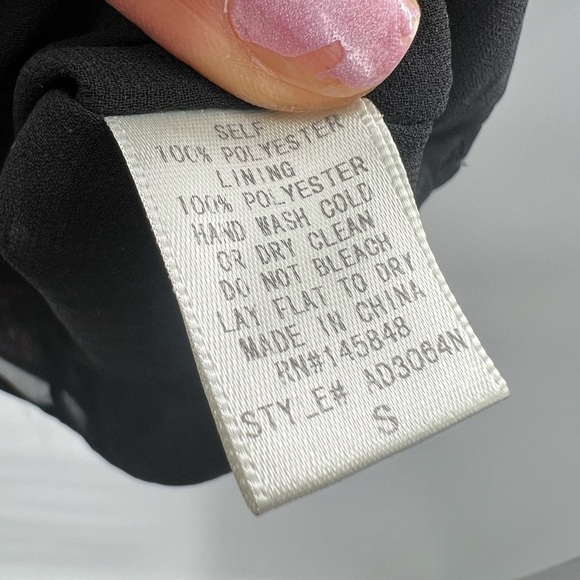 SELF
100% POLYESTER
LINING
100% POLYESTER
HAND WASH COLD
OR DRY CLEAN
DO NOT BLEACH
LAY FLAT TO DRY
MADE IN CHINA
RN#145848
STYLE# AD3064N
S